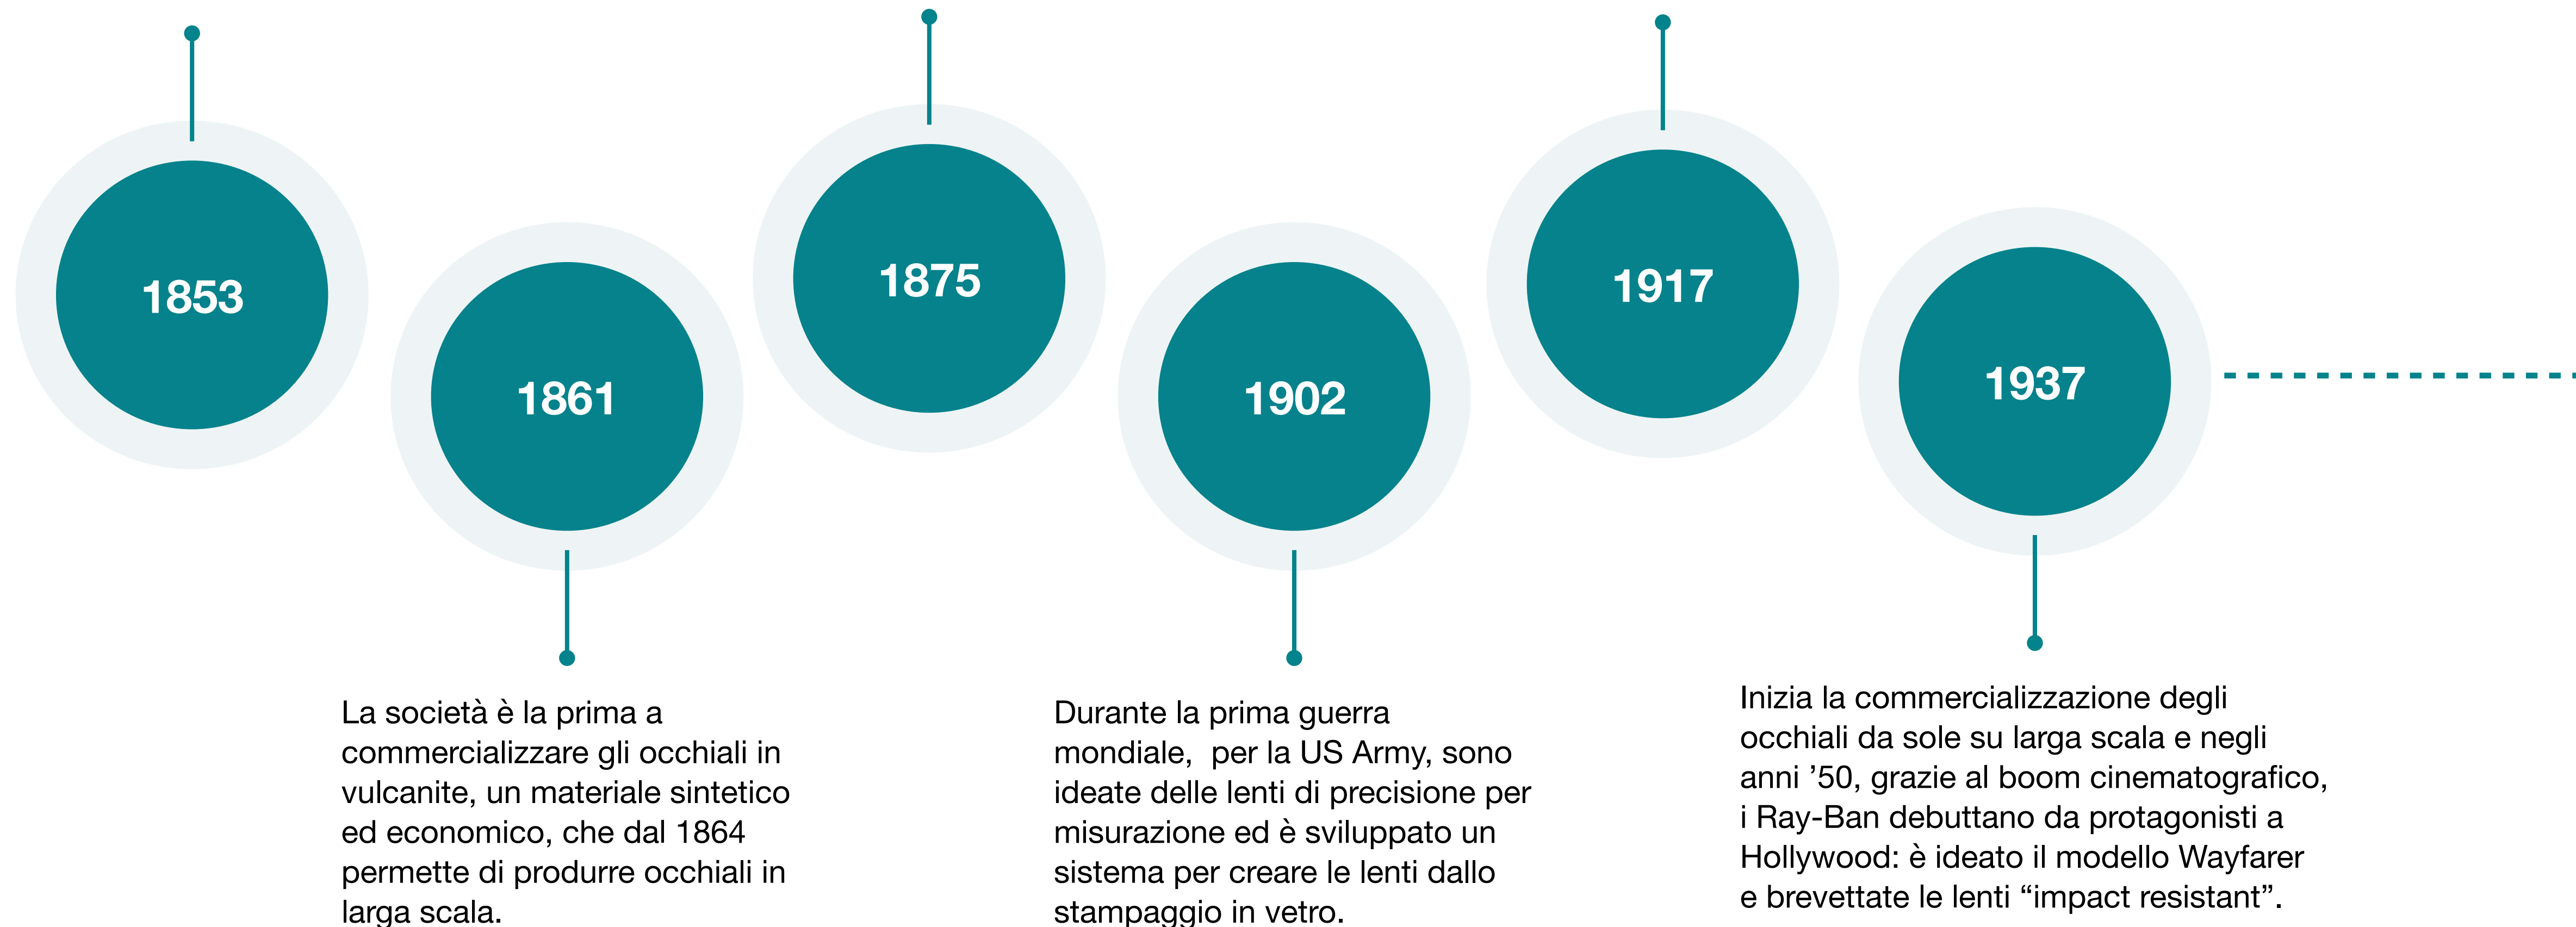 1853
1861
1875
1902
1917
1937
La società è la prima a
commercializzare gli occhiali in
vulcanite, un materiale sintetico
ed economico, che dal 1864
permette di produrre occhiali in
larga scala.
Durante la prima guerra
mondiale,  per la US Army, sono
ideate delle lenti di precisione per
misurazione ed è sviluppato un
sistema per creare le lenti dallo
stampaggio in vetro.
Inizia la commercializzazione degli
occhiali da sole su larga scala e negli
anni ’50, grazie al boom cinematografico,
i Ray-Ban debuttano da protagonisti a
Hollywood: è ideato il modello Wayfarer
e brevettate le lenti “impact resistant”.